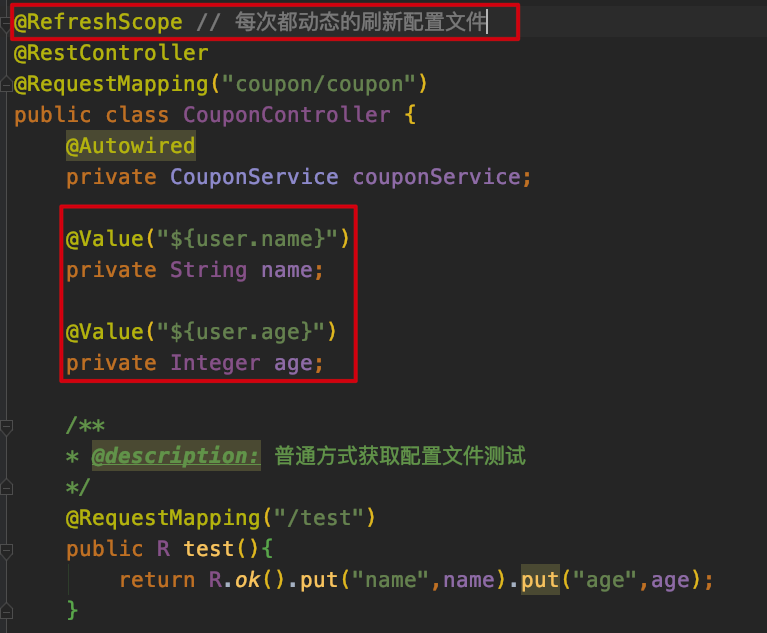 @RefreshScope // 每次都动态的刷新配置文件
@RestController
@RequestMapping("coupon/coupon")
public class CouponController {
@Autowired
private CouponService couponService;
@Value("${user.name}")
private String name;
@Value("${user.age}")
private Integer age;
/**
* @description: 普通方式获取配置文件测试
*/
@RequestMapping("/test")
public R test(){
return R.ok().put("name",name).put("age",age);
}